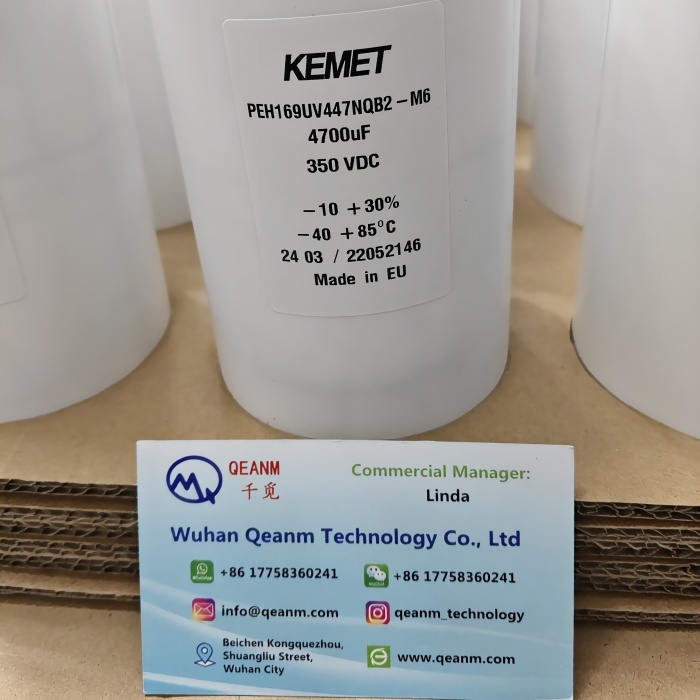 KEMET
PEH169UV447NQB2-M6
4700uF
350 VDC
-10 +30%
-40 +85°C
24 03 / 22052146
Made in EU
QEANM
千觅
Commercial Manager:
Linda
Wuhan Qeanm Technology Co., Ltd
WhatsApp
+86 17758360241
WeChat
+86 17758360241
info@qeanm.com
qeanm_technology
Beichen Kongquezhou,
Shuangliu Street,
Wuhan City
www.qeanm.com